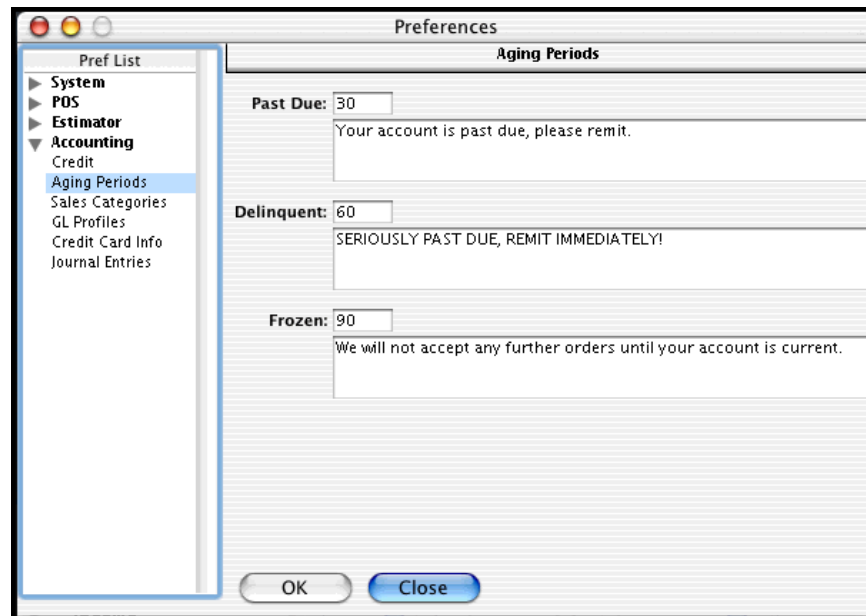 Preferences
Pref List
System
POS
Estimator
Accounting
Credit
Aging Periods
Sales Categories
GL Profiles
Credit Card Info
Journal Entries
Aging Periods
Past Due: 30
Your account is past due, please remit.
Delinquent: 60
SERIOUSLY PAST DUE, REMIT IMMEDIATELY!
Frozen: 90
We will not accept any further orders until your account is current.
OK
Close